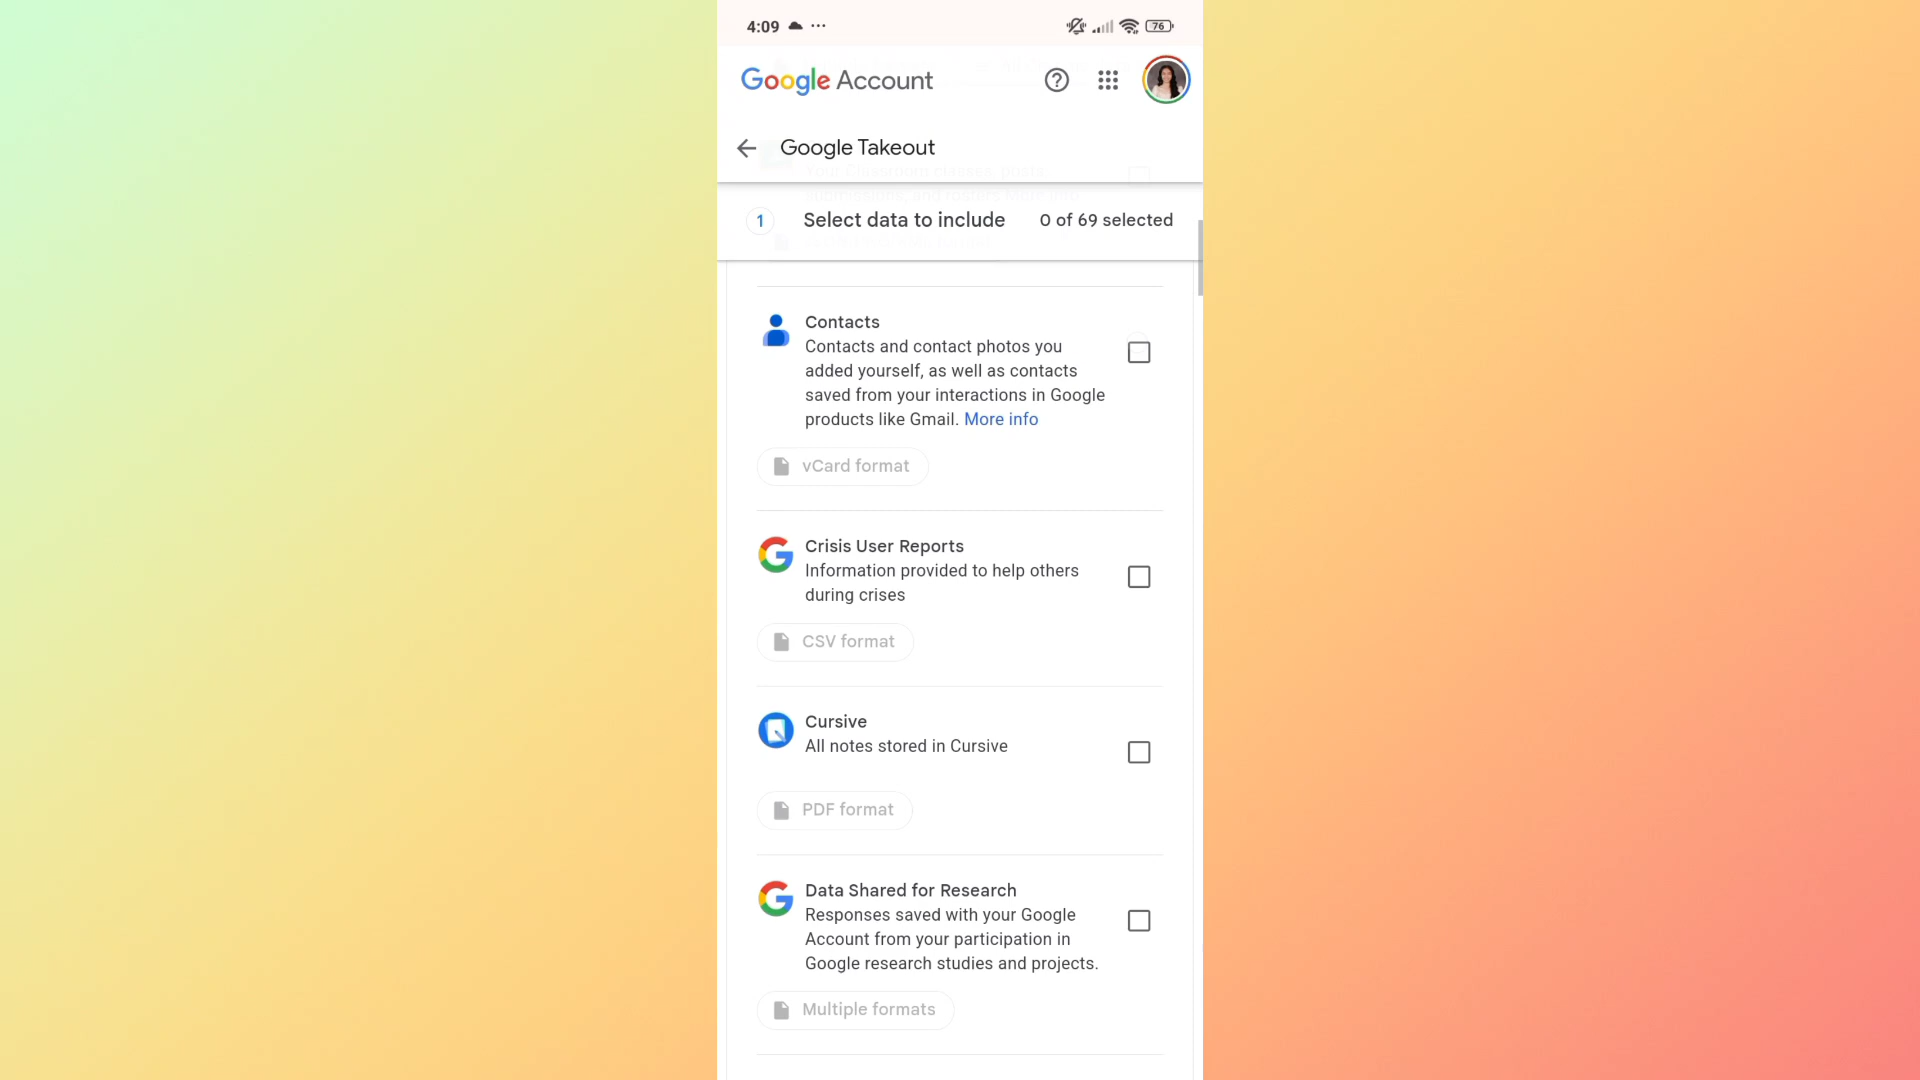 4:09
76
Google Account
Google Takeout
1 Select data to include 0 of 69 selected
Contacts
Contacts and contact photos you
added yourself, as well as contacts
saved from your interactions in Google
products like Gmail. More info
vCard format
Crisis User Reports
Information provided to help others
during crises
CSV format
Cursive
All notes stored in Cursive
PDF format
Data Shared for Research
Responses saved with your Google
Account from your participation in
Google research studies and projects.
Multiple formats